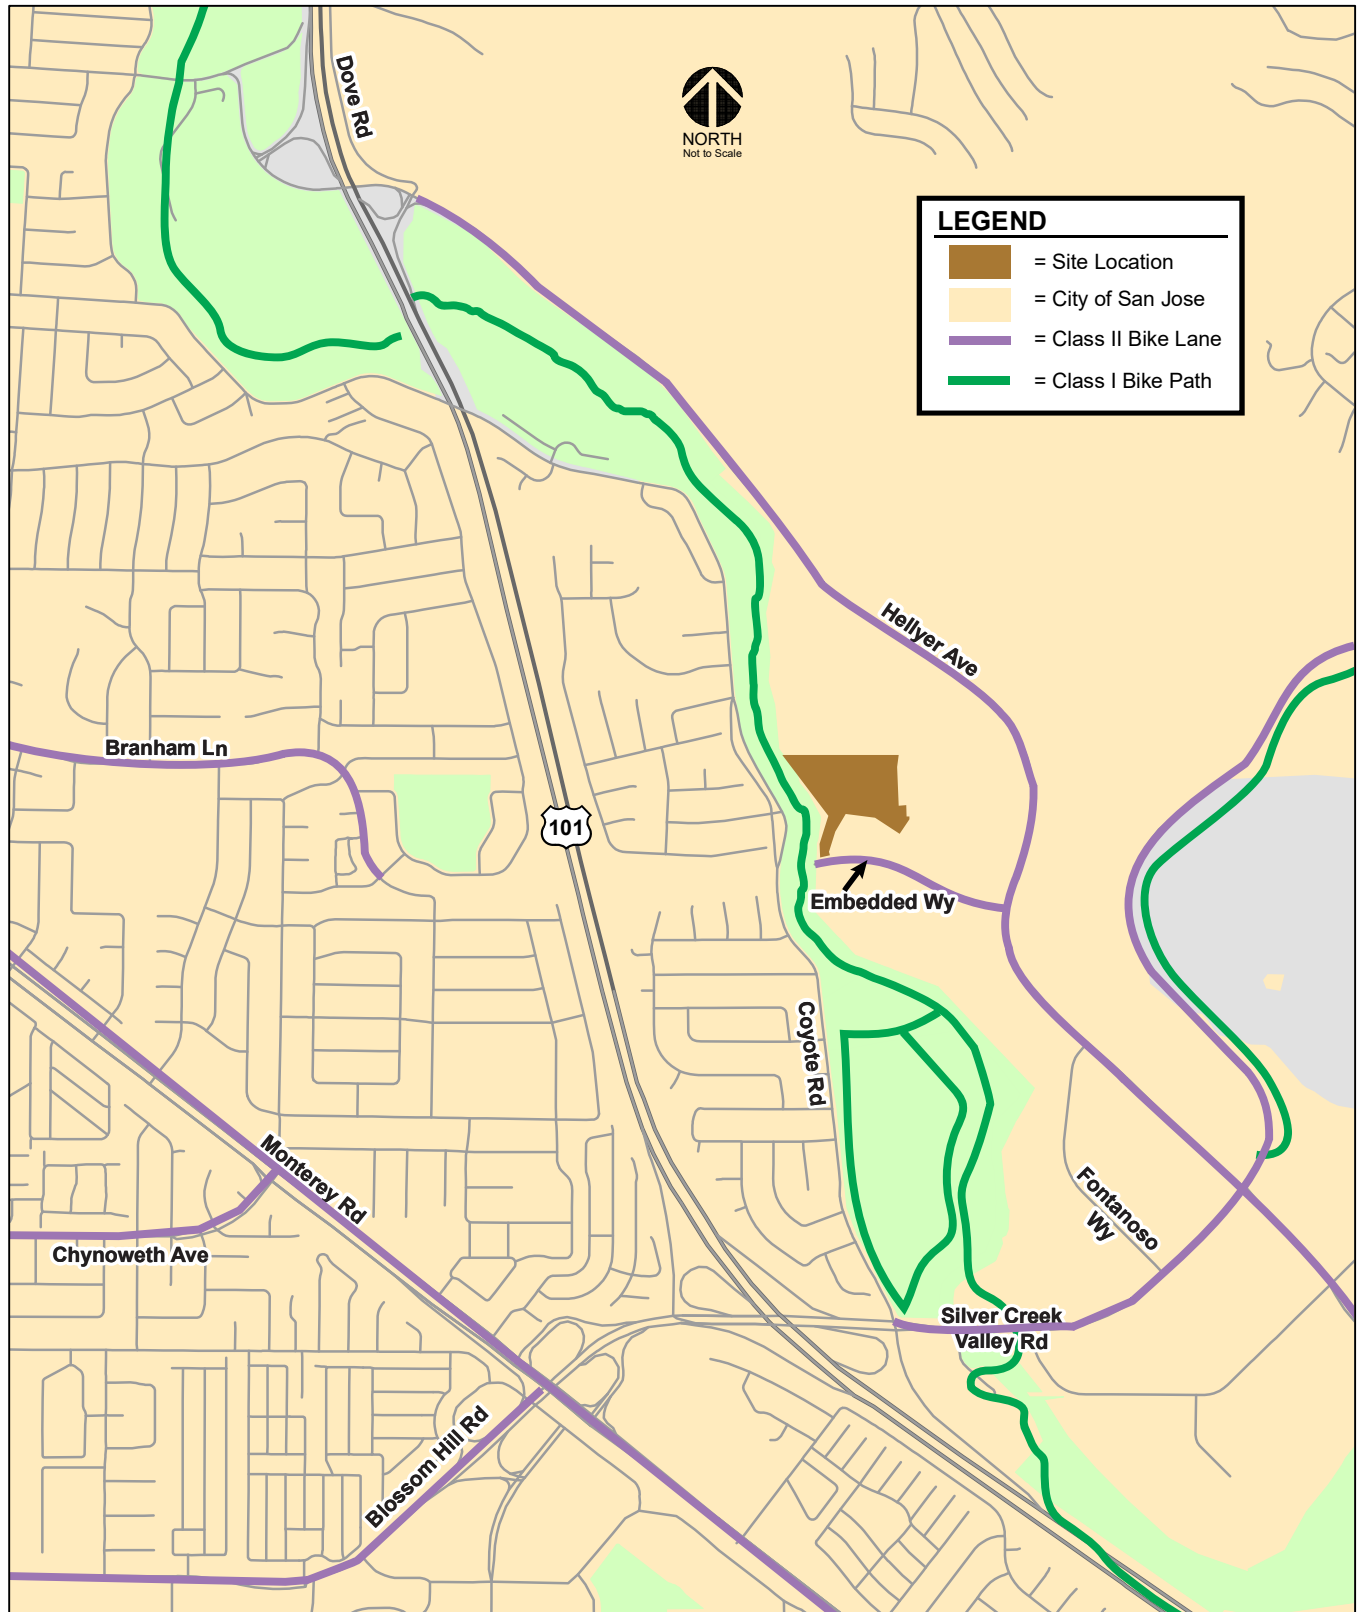 Dove Rd
NORTH
Not to Scale
LEGEND
= Site Location
= City of San Jose
= Class II Bike Lane
= Class I Bike Path
Hellyer Ave
Branham Ln
101
Embedded Wy
Coyote Rd
Monterey Rd
Fontanoso
Wy
Chynoweth Ave
Silver Creek
Valley Rd
Blossom Hill Rd